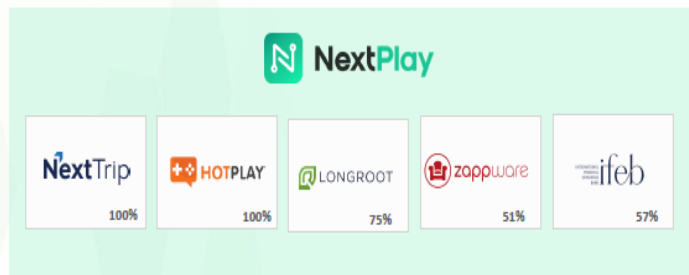 NextPlay
NextTrip
100%
HOTPLAY
100%
LONGROOT
75%
zappware
51%
ifeb
57%